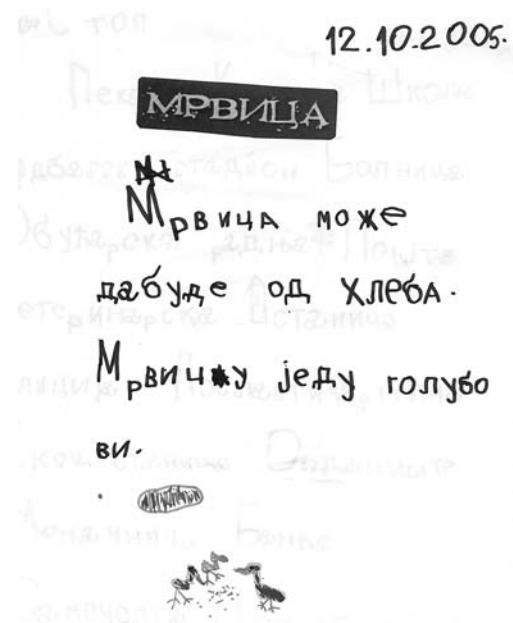 12.10.2005.
МРВИЦА
Мрвица може
дабуде од хлеба.
Мрвицу једу голубо
ви.